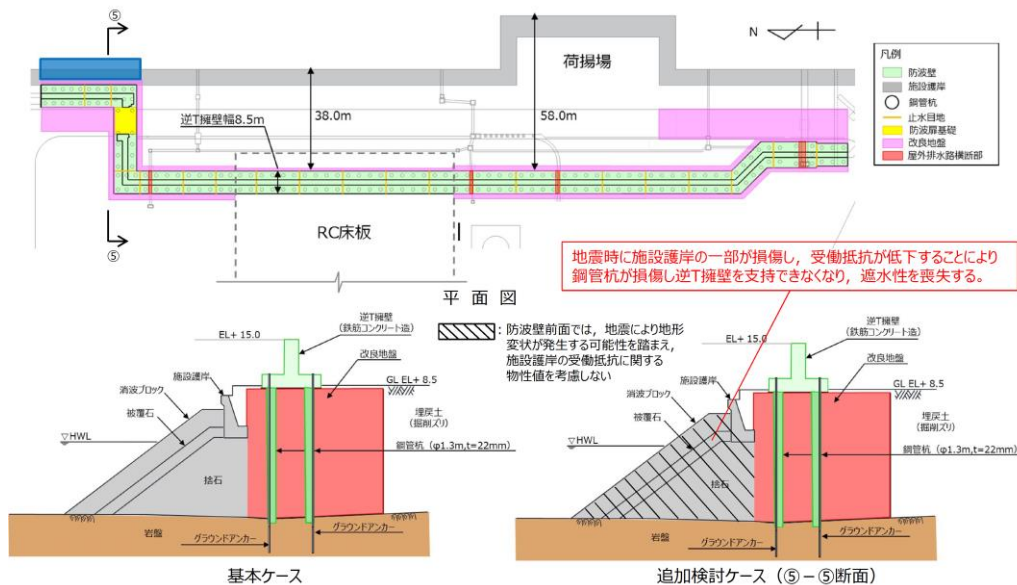 ⑤
荷揚場
N
凡例
防波壁
施設護岸
鋼管杭
止水目地
防波扉基礎
改良地盤
屋外排水路横断部
逆T擁壁幅8.5m
38.0m
58.0m
RC床板
⑤
平 面 図
地震時に施設護岸の一部が損傷し，受働抵抗が低下することにより
鋼管杭が損傷し逆T擁壁を支持できなくなり，遮水性を喪失する。
：防波壁前面では，地震により地形
変状が発生する可能性を踏まえ，
施設護岸の受働抵抗に関する
物性値を考慮しない
EL+ 15.0
逆T擁壁
（鉄筋コンクリート造）
改良地盤
施設護岸
GL EL+ 8.5
消波ブロック
被覆石
埋戻土
（掘削ズリ）
▽HWL
鋼管杭（φ1.3m,t=22mm）
捨石
グラウンドアンカー
岩盤
グラウンドアンカー
基本ケース
EL+ 15.0
逆T擁壁
（鉄筋コンクリート造）
改良地盤
施設護岸
GL EL+ 8.5
消波ブロック
被覆石
埋戻土
（掘削ズリ）
▽HWL
鋼管杭（φ1.3m,t=22mm）
捨石
グラウンドアンカー
岩盤
グラウンドアンカー
追加検討ケース（⑤－⑤断面）